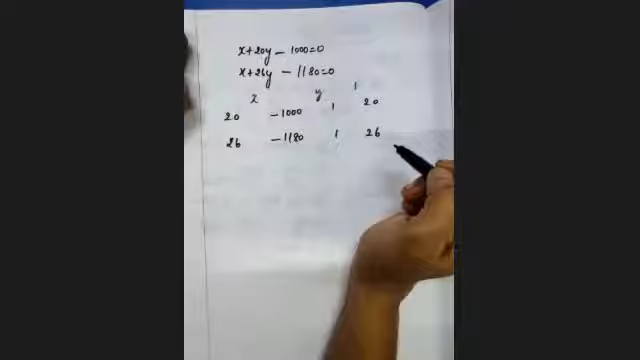 x+20y - 1000=0
x+26y - 1180=0
x y 1
20 -1000 1 20
26 -1180 1 26